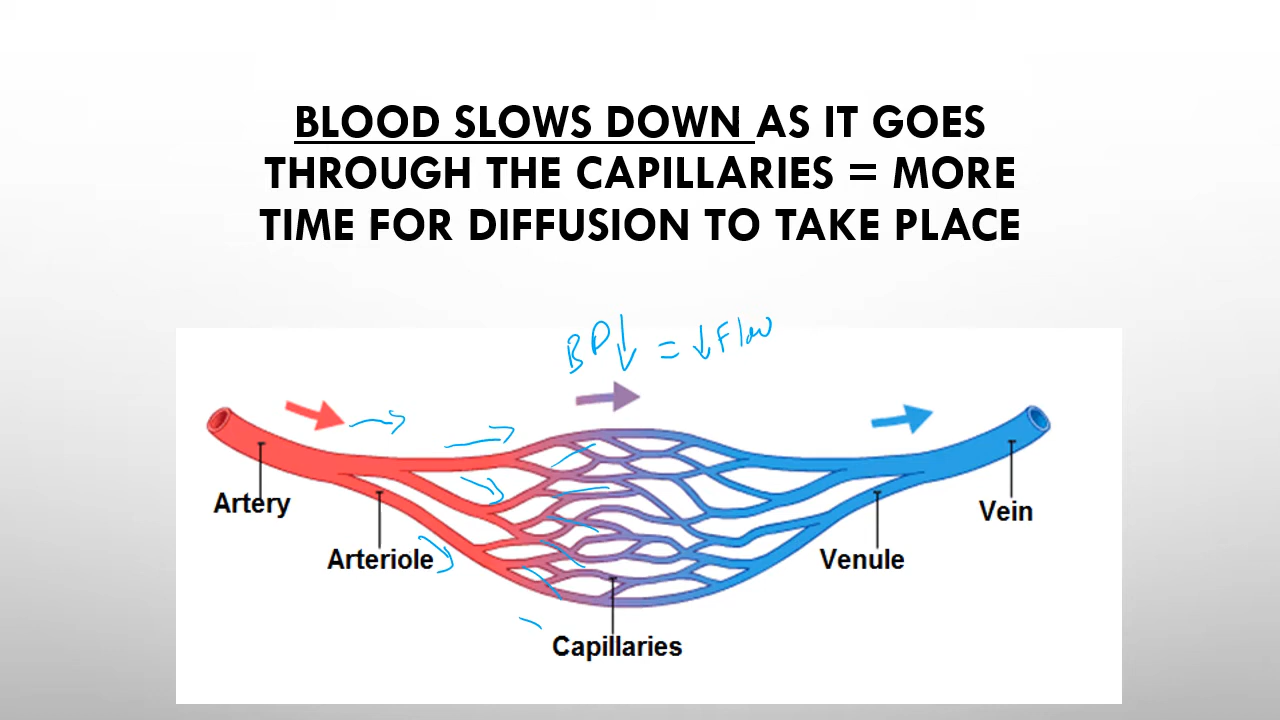 BLOOD SLOWS DOWN AS IT GOES
THROUGH THE CAPILLARIES = MORE
TIME FOR DIFFUSION TO TAKE PLACE
BP↓ = ↓Flow
Artery
Vein
Arteriole
Venule
Capillaries